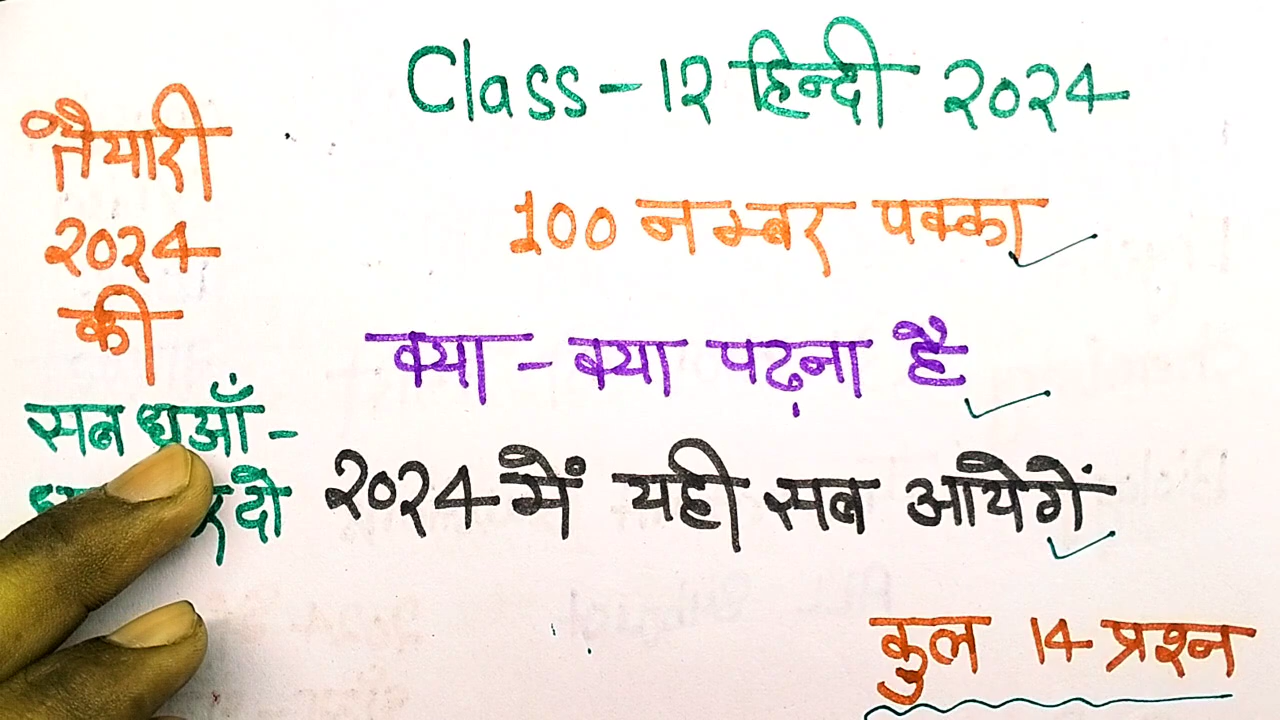 Class-12 हिन्दी 2024
तैयारी
2024
की
100 नम्बर पक्का
क्या - क्या पढ़ना है
सब धुआँ -
दो
2024 में यही सब आयेगें
कुल 14 प्रश्न